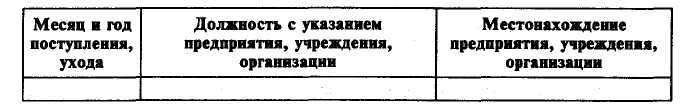 Месяц и год поступления, ухода
Должность с указанием предприятия, учреждения, организации
Местонахождение предприятия, учреждения, организации